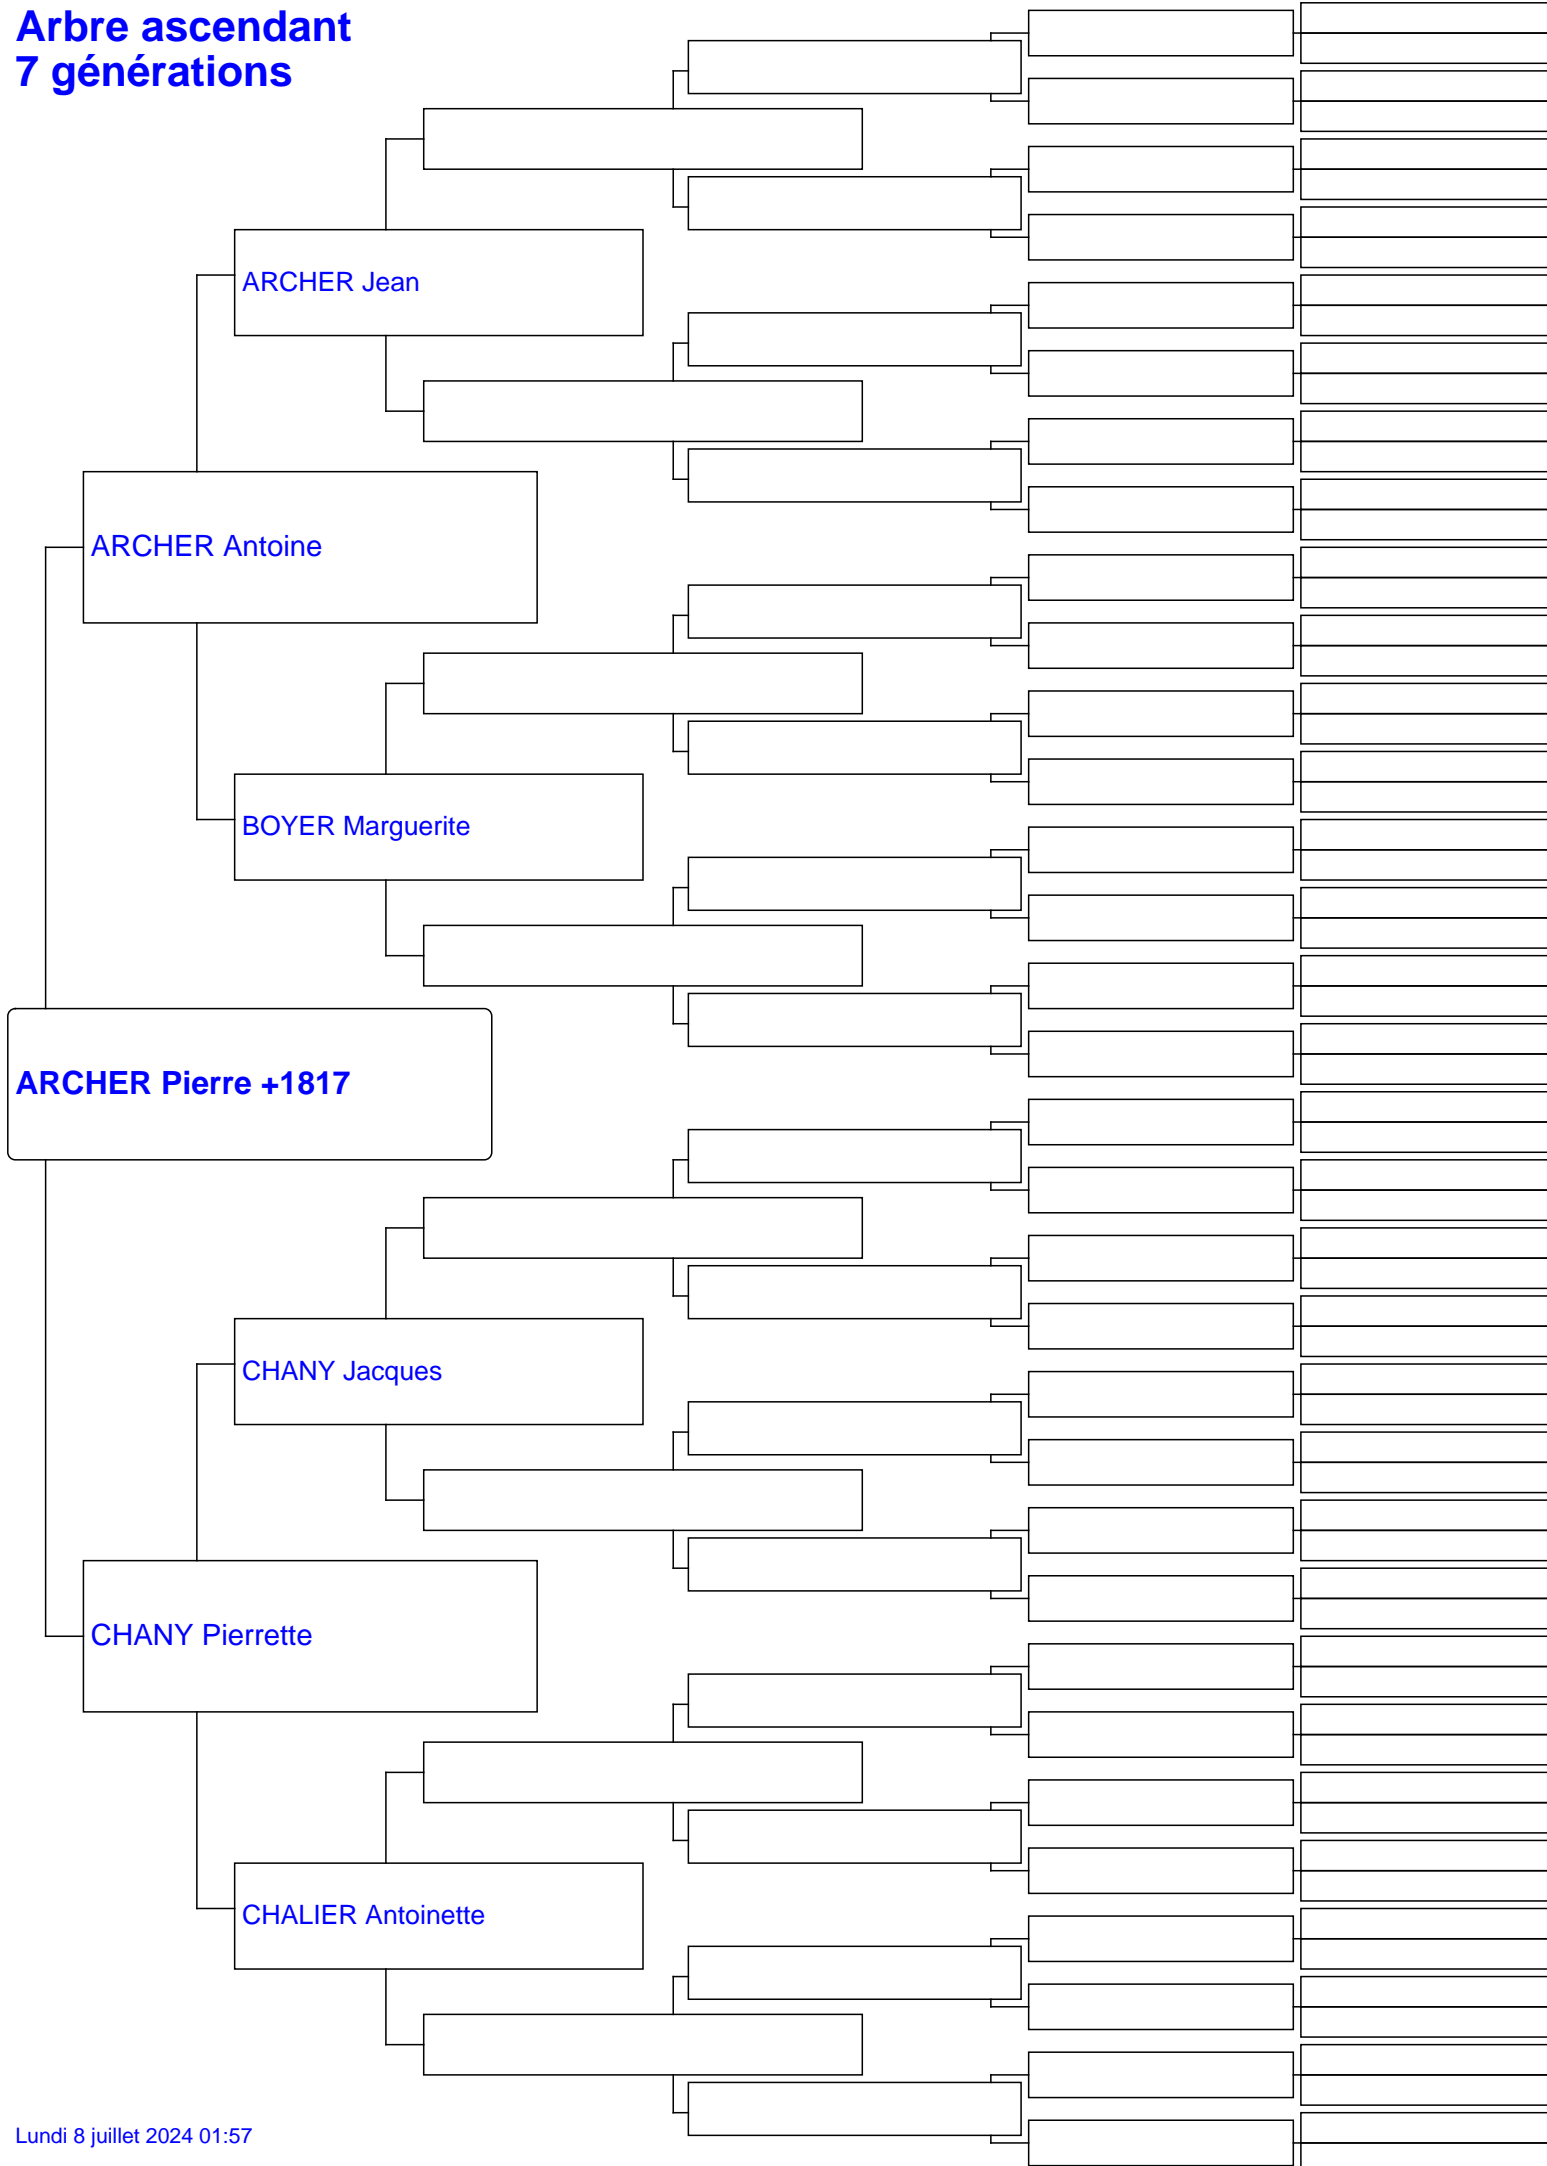 Arbre ascendant
7 générations
ARCHER Jean
ARCHER Antoine
BOYER Marguerite
ARCHER Pierre +1817
CHANY Jacques
CHANY Pierrette
CHALIER Antoinette
Lundi 8 juillet 2024 01:57